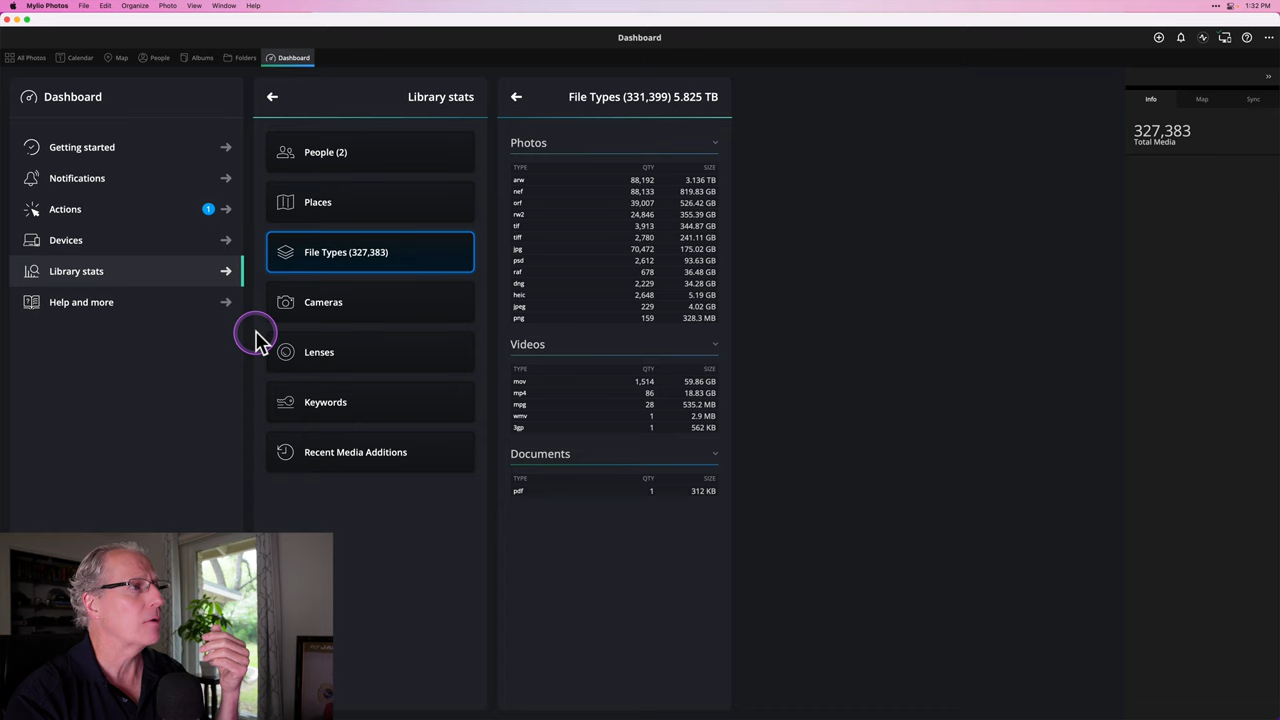 Mylio Photos File Edit Organize Photo View Window Help 1:32 PM
Dashboard
All Photos Calendar Map People Albums Folders Dashboard
Dashboard
Getting started
Notifications
Actions 1
Devices
Library stats
Help and more
Library stats
People (2)
Places
File Types (327,383)
Cameras
Lenses
Keywords
Recent Media Additions
File Types (331,399) 5.825 TB
Photos
TYPE QTY SIZE
arw 88,192 3.136 TB
nef 88,133 819.83 GB
orf 39,007 526.42 GB
rw2 24,846 355.39 GB
tif 3,913 344.87 GB
tiff 2,780 241.11 GB
jpg 70,472 175.02 GB
psd 2,612 93.63 GB
raf 678 36.48 GB
dng 2,229 34.28 GB
heic 2,648 5.19 GB
jpeg 229 4.02 GB
png 159 328.3 MB
Videos
TYPE QTY SIZE
mov 1,514 59.86 GB
mp4 86 18.83 GB
mpg 28 535.2 MB
wmv 1 2.9 MB
3gp 1 562 KB
Documents
TYPE QTY SIZE
pdf 1 312 KB
Info Map Sync
327,383
Total Media